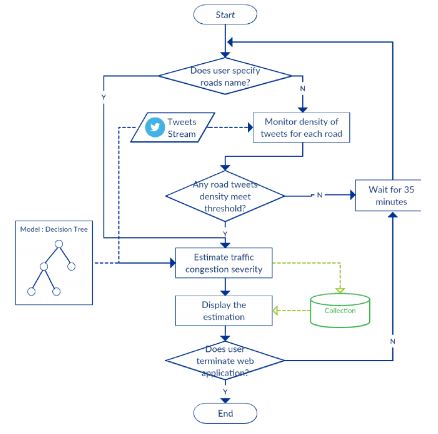 Start
Does user specify
roads name?
Y
N
Tweets
Stream
Monitor density of
tweets for each road
Any road tweets
density meet
threshold?
N
Wait for 35
minutes
Y
Model : Decision Tree
Estimate traffic
congestion severity
Display the
estimation
Collection
Does user
terminate web
application?
N
Y
End